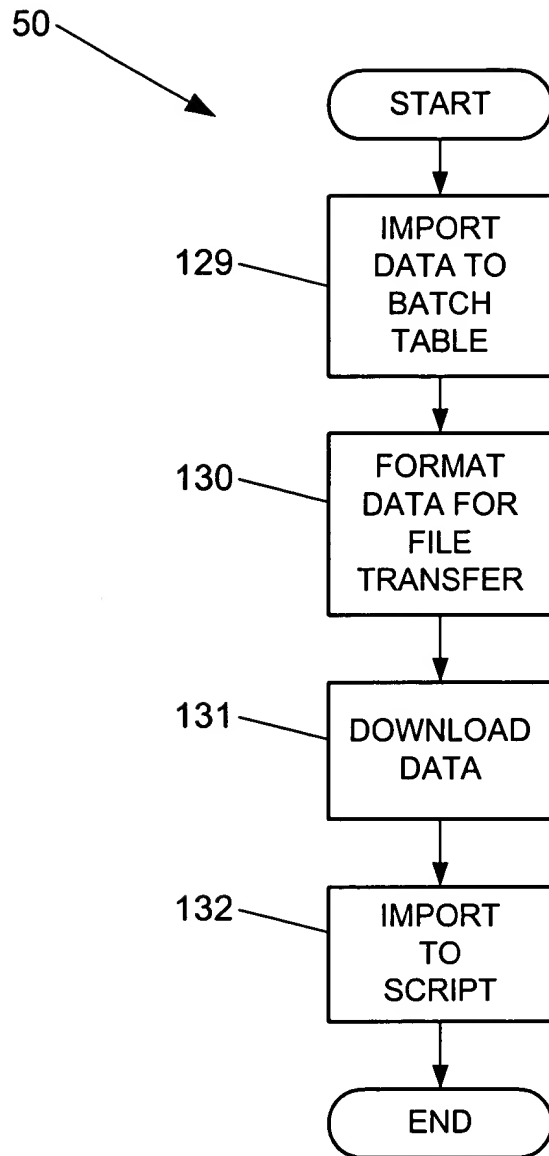 50
START
129
IMPORT
DATA TO
BATCH
TABLE
130
FORMAT
DATA FOR
FILE
TRANSFER
131
DOWNLOAD
DATA
132
IMPORT
TO
SCRIPT
END